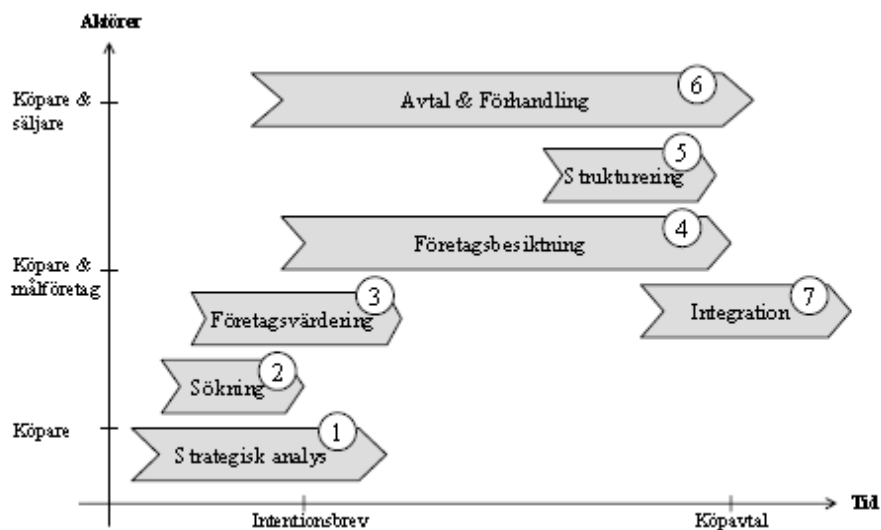 Aktörer
Köpare &
säljare
6
Avtal & Förhandling
5
Strukturering
4
Företagsbesiktning
Köpare &
målföretag
3
Företagsvärdering
7
Integration
2
Sökning
Köpare
1
Strategisk analys
Tid
Intentionsbrev
Köpavtal